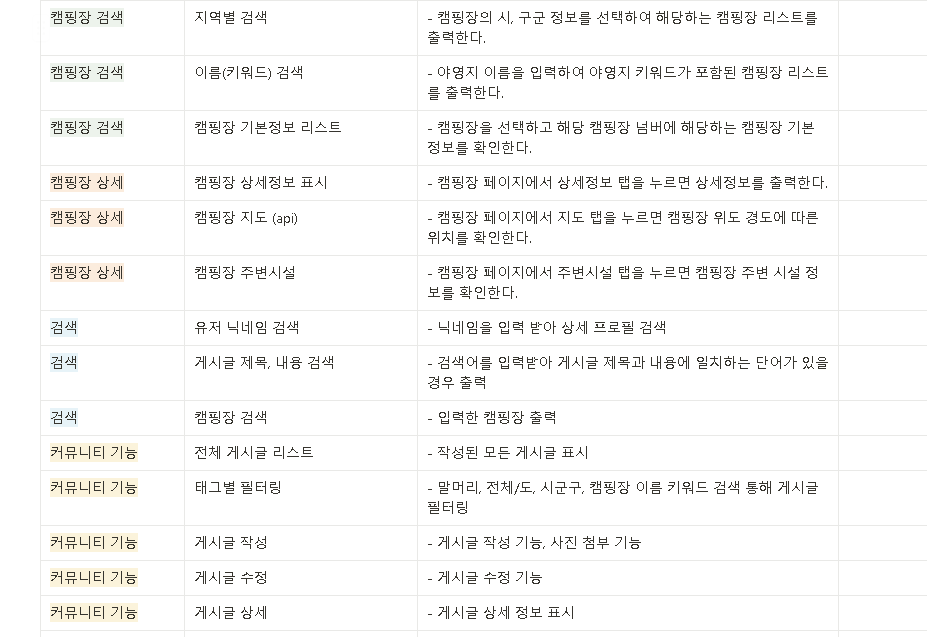 캠핑장 검색 지역별 검색 - 캠핑장의 시, 구군 정보를 선택하여 해당하는 캠핑장 리스트를
출력한다.
캠핑장 검색 이름(키워드) 검색 - 야영지 이름을 입력하여 야영지 키워드가 포함된 캠핑장 리스트
를 출력한다.
캠핑장 검색 캠핑장 기본정보 리스트 - 캠핑장을 선택하고 해당 캠핑장 넘버에 해당하는 캠핑장 기본
정보를 확인한다.
캠핑장 상세 캠핑장 상세정보 표시 - 캠핑장 페이지에서 상세정보 탭을 누르면 상세정보를 출력한다.
캠핑장 상세 캠핑장 지도 (api) - 캠핑장 페이지에서 지도 탭을 누르면 캠핑장 위도 경도에 따른
위치를 확인한다.
캠핑장 상세 캠핑장 주변시설 - 캠핑장 페이지에서 주변시설 탭을 누르면 캠핑장 주변 시설 정
보를 확인한다.
검색 유저 닉네임 검색 - 닉네임을 입력 받아 상세 프로필 검색
검색 게시글 제목, 내용 검색 - 검색어를 입력받아 게시글 제목과 내용에 일치하는 단어가 있을
경우 출력
검색 캠핑장 검색 - 입력한 캠핑장 출력
커뮤니티 기능 전체 게시글 리스트 - 작성된 모든 게시글 표시
커뮤니티 기능 태그별 필터링 - 말머리, 전체/도, 시군구, 캠핑장 이름 키워드 검색 통해 게시글
필터링
커뮤니티 기능 게시글 작성 - 게시글 작성 기능, 사진 첨부 기능
커뮤니티 기능 게시글 수정 - 게시글 수정 기능
커뮤니티 기능 게시글 상세 - 게시글 상세 정보 표시